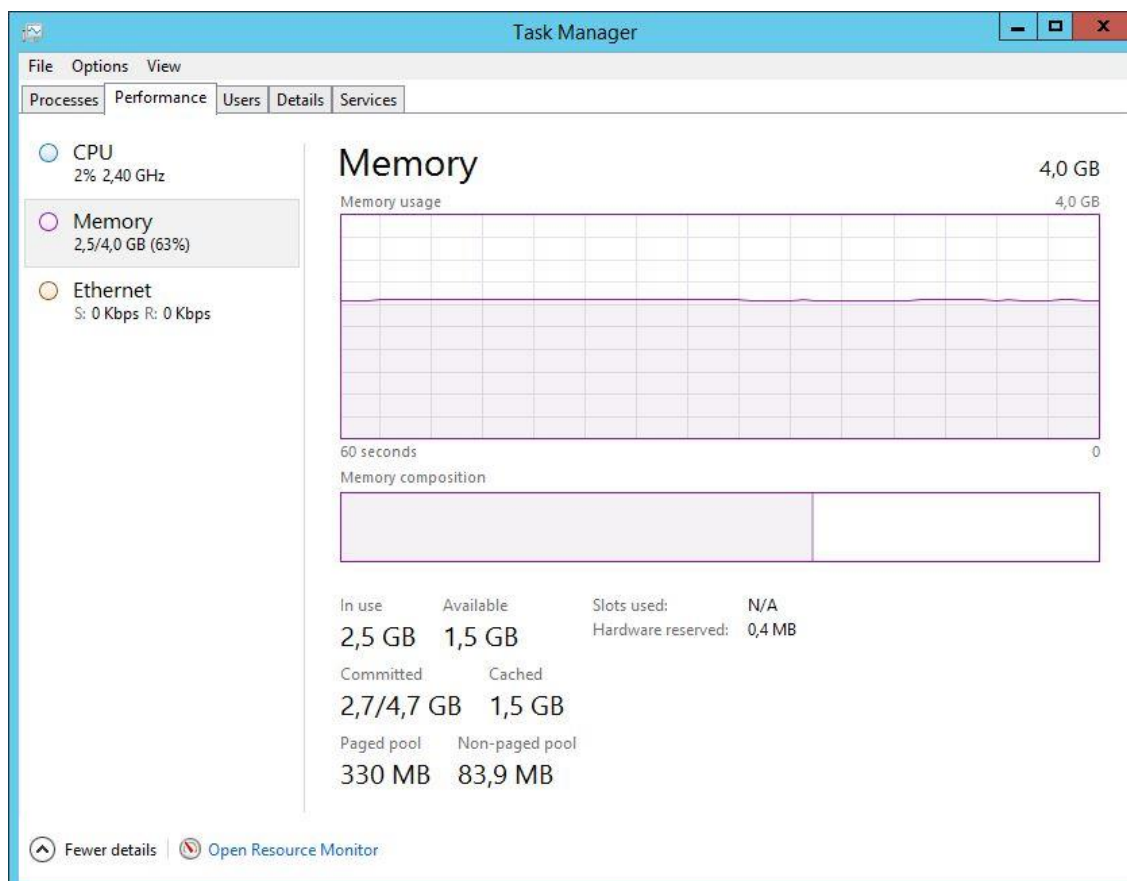 Task Manager
File Options View
Processes Performance Users Details Services
CPU
2% 2,40 GHz
Memory
2,5/4,0 GB (63%)
Ethernet
S: 0 Kbps R: 0 Kbps
Memory 4,0 GB
Memory usage 4,0 GB
60 seconds 0
Memory composition
In use Available Slots used: N/A
2,5 GB 1,5 GB Hardware reserved: 0,4 MB
Committed Cached
2,7/4,7 GB 1,5 GB
Paged pool Non-paged pool
330 MB 83,9 MB
Fewer details Open Resource Monitor